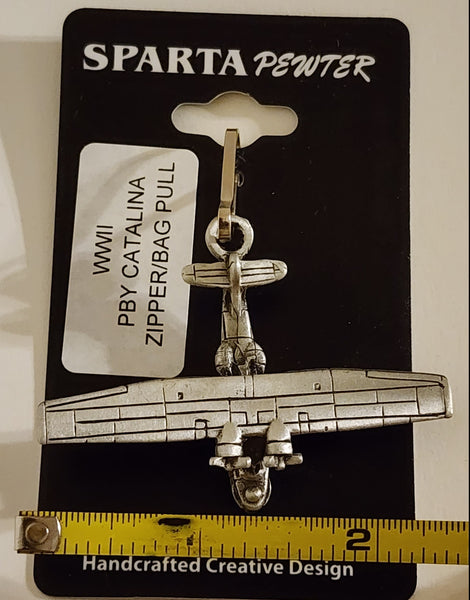 SPARTA PEWTER
WWII
PBY CATALINA
ZIPPER/BAG PULL
2
Handcrafted Creative Design